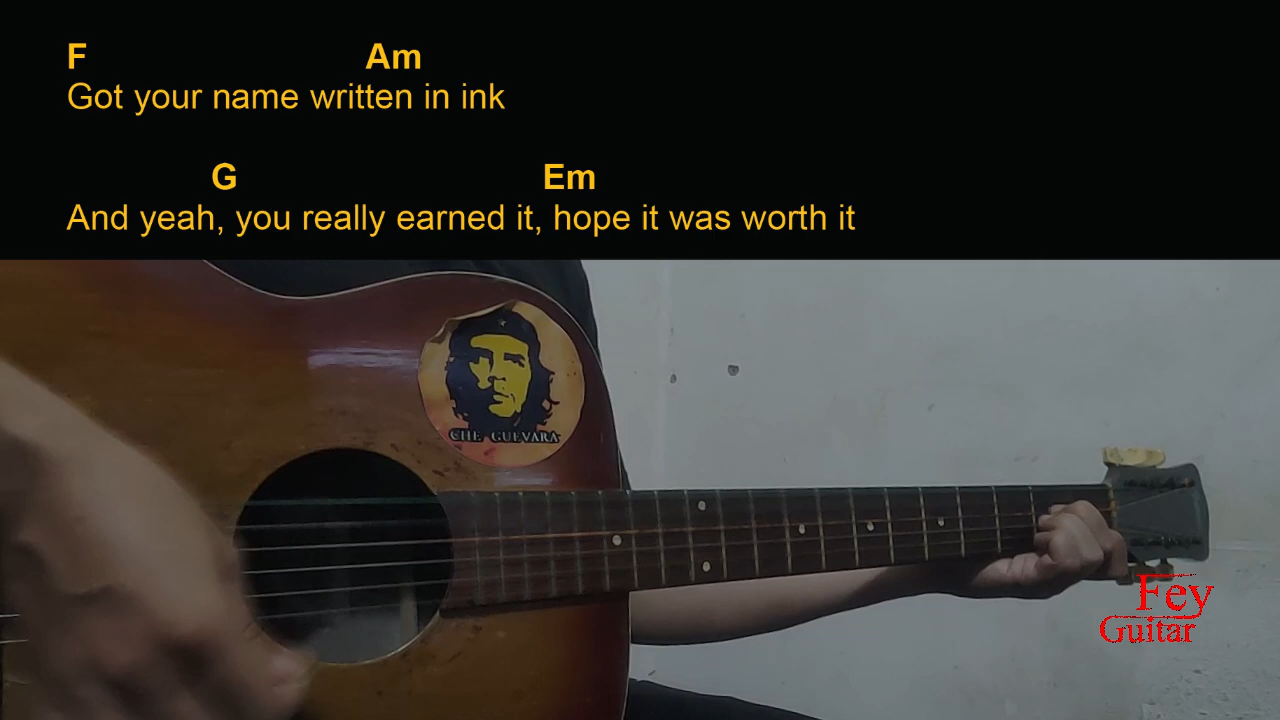 F Am
Got your name written in ink
G Em
And yeah, you really earned it, hope it was worth it
CHE GUEVARA
Fey
Guitar